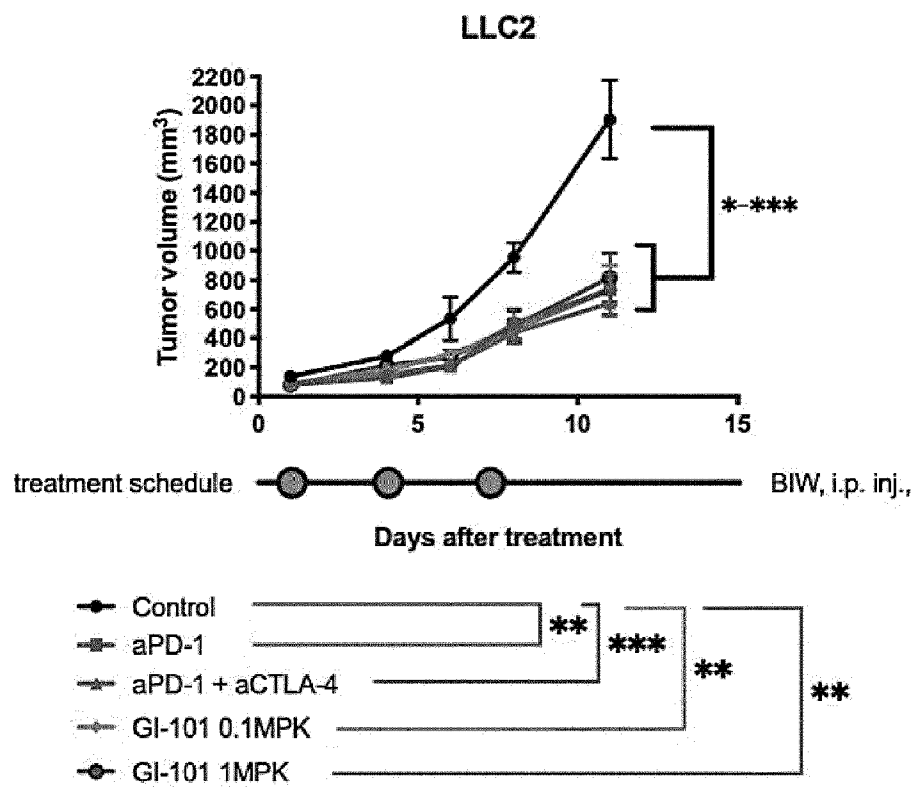 LLC2
Tumor volume (mm³)
2200
2000
1800
1600
1400
1200
1000
800
600
400
200
0
0 5 10 15
*-***
treatment schedule BIW, i.p. inj.,
Days after treatment
Control
aPD-1
aPD-1 + aCTLA-4
GI-101 0.1MPK
GI-101 1MPK
**
***
**
**